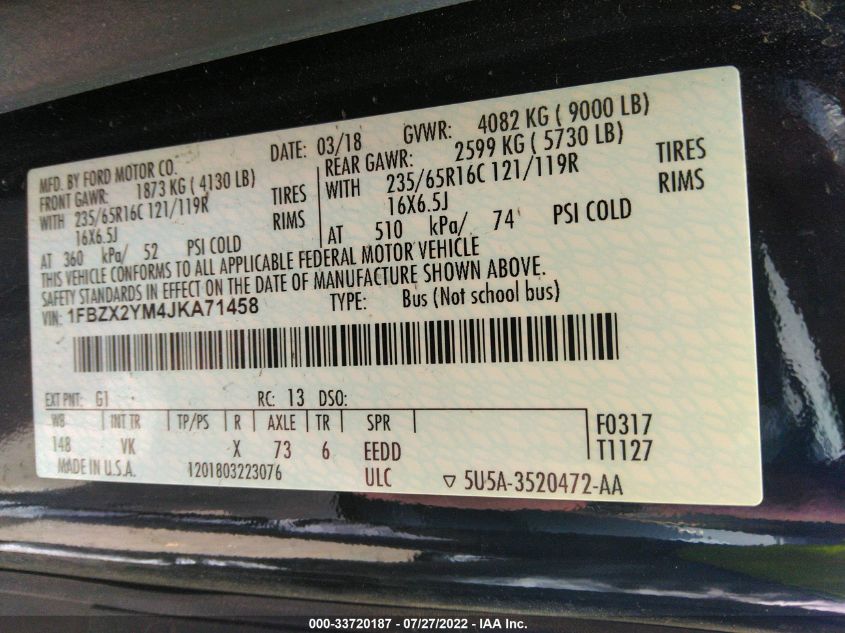 MFD. BY FORD MOTOR CO.
DATE: 03/18
GVWR: 4082 KG ( 9000 LB)
FRONT GAWR: 1873 KG ( 4130 LB)
REAR GAWR: 2599 KG ( 5730 LB)
WITH 235/65R16C 121/119R TIRES
WITH 235/65R16C 121/119R TIRES
16X6.5J RIMS
16X6.5J RIMS
AT 360 kPa/ 52 PSI COLD
AT 510 kPa/ 74 PSI COLD
THIS VEHICLE CONFORMS TO ALL APPLICABLE FEDERAL MOTOR VEHICLE
SAFETY STANDARDS IN EFFECT ON THE DATE OF MANUFACTURE SHOWN ABOVE.
VIN: 1FBZX2YM4JKA71458
TYPE: Bus (Not school bus)
EXT PNT: G1 RC: 13 DSO:
WB INT TR TP/PS R AXLE TR SPR
148 VK X 73 6 EEDD
F0317
T1127
MADE IN U.S.A. 1201803223076 ULC ▽ 5U5A-3520472-AA
000-33720187 - 07/27/2022 - IAA Inc.